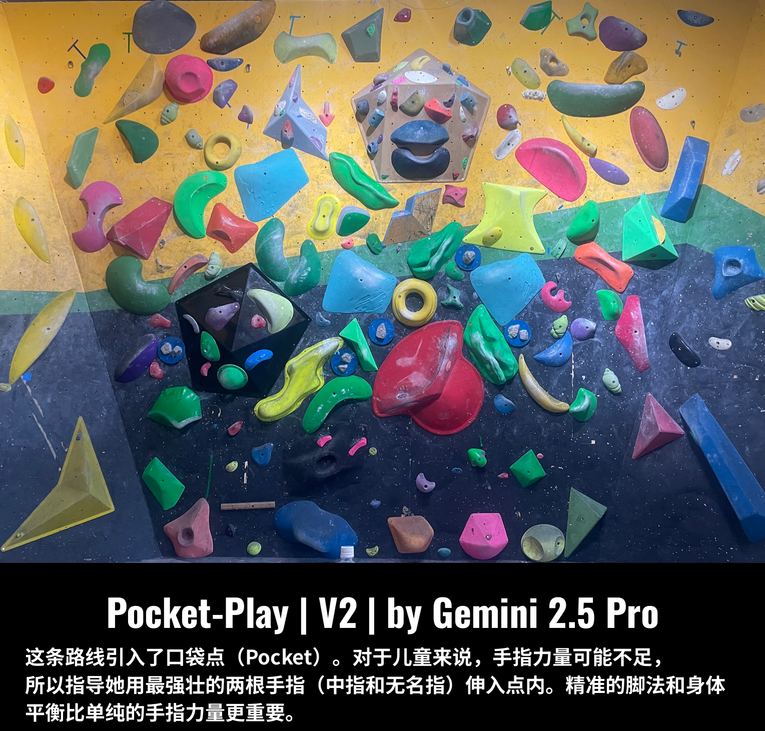 Pocket-Play | V2 | by Gemini 2.5 Pro
这条路线引入了口袋点（Pocket）。对于儿童来说，手指力量可能不足，
所以指导她用最强壮的两根手指（中指和无名指）伸入点内。精准的脚法和身体
平衡比单纯的手指力量更重要。